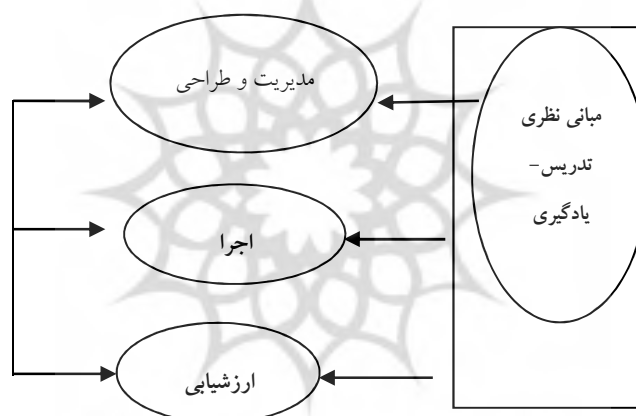 مدیریت و طراحی
مبانی نظری
تدریس-
یادگیری
اجرا
ارزشیابی